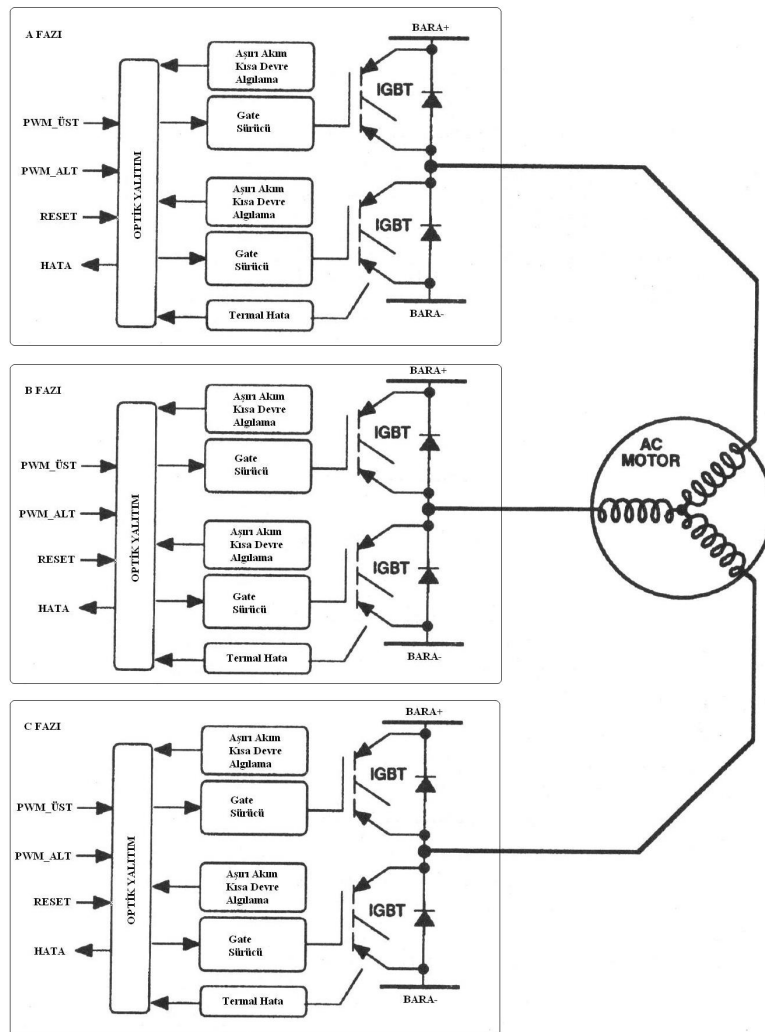 A FAZI
BARA+
Aşırı Akım
Kısa Devre
Algılama
IGBT
PWM_ÜST
Gate
Sürücü
PWM_ALT
OPTİK YALITIM
Aşırı Akım
Kısa Devre
Algılama
RESET
IGBT
Gate
Sürücü
HATA
Termal Hata
BARA-
B FAZI
BARA+
Aşırı Akım
Kısa Devre
Algılama
IGBT
PWM_ÜST
Gate
Sürücü
PWM_ALT
OPTİK YALITIM
Aşırı Akım
Kısa Devre
Algılama
RESET
IGBT
Gate
Sürücü
HATA
Termal Hata
BARA-
AC
MOTOR
C FAZI
BARA+
Aşırı Akım
Kısa Devre
Algılama
IGBT
PWM_ÜST
Gate
Sürücü
PWM_ALT
OPTİK YALITIM
Aşırı Akım
Kısa Devre
Algılama
RESET
IGBT
Gate
Sürücü
HATA
Termal Hata
BARA-